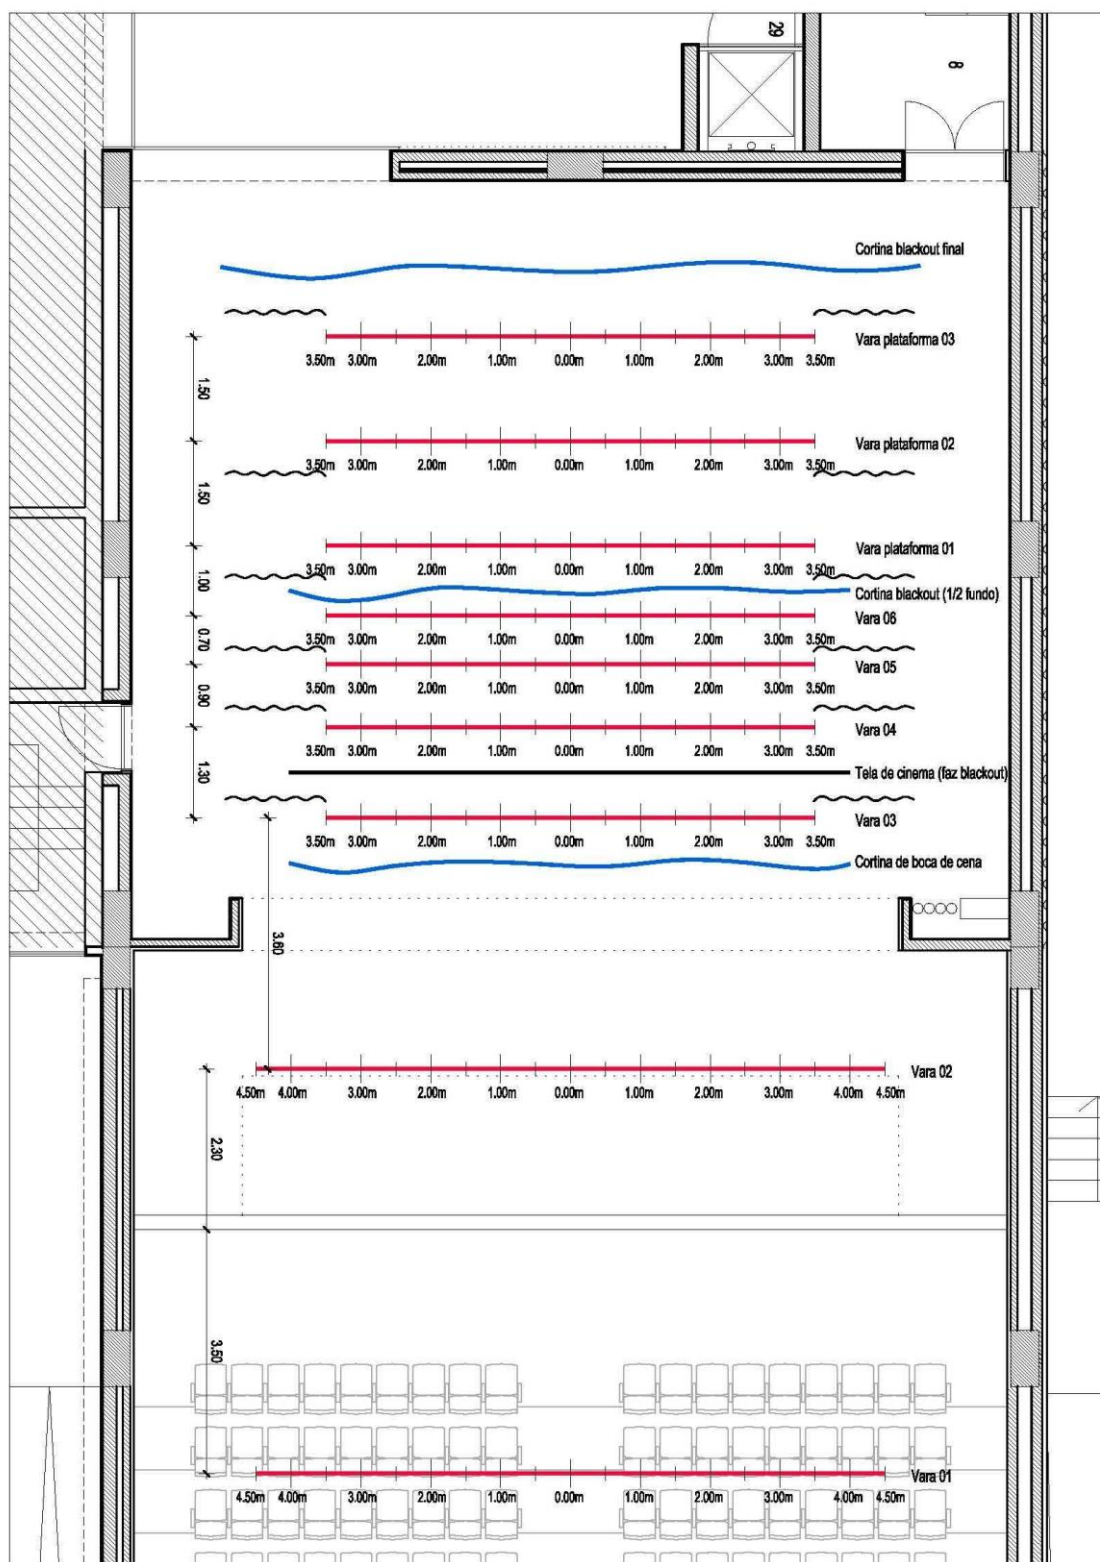 29
8
Cortina blackout final
Vara plataforma 03
3.50m 3.00m 2.00m 1.00m 0.00m 1.00m 2.00m 3.00m 3.50m
1.50
Vara plataforma 02
3.50m 3.00m 2.00m 1.00m 0.00m 1.00m 2.00m 3.00m 3.50m
1.50
Vara plataforma 01
3.50m 3.00m 2.00m 1.00m 0.00m 1.00m 2.00m 3.00m 3.50m
1.00
Cortina blackout (1/2 fundo)
Vara 06
3.50m 3.00m 2.00m 1.00m 0.00m 1.00m 2.00m 3.00m 3.50m
0.70
Vara 05
3.50m 3.00m 2.00m 1.00m 0.00m 1.00m 2.00m 3.00m 3.50m
0.90
Vara 04
3.50m 3.00m 2.00m 1.00m 0.00m 1.00m 2.00m 3.00m 3.50m
1.30
Tela de cinema (faz blackout)
Vara 03
3.50m 3.00m 2.00m 1.00m 0.00m 1.00m 2.00m 3.00m 3.50m
Cortina de boca de cena
3.60
Vara 02
4.50m 4.00m 3.00m 2.00m 1.00m 0.00m 1.00m 2.00m 3.00m 4.00m 4.50m
2.30
3.50
Vara 01
4.50m 4.00m 3.00m 2.00m 1.00m 0.00m 1.00m 2.00m 3.00m 4.00m 4.50m